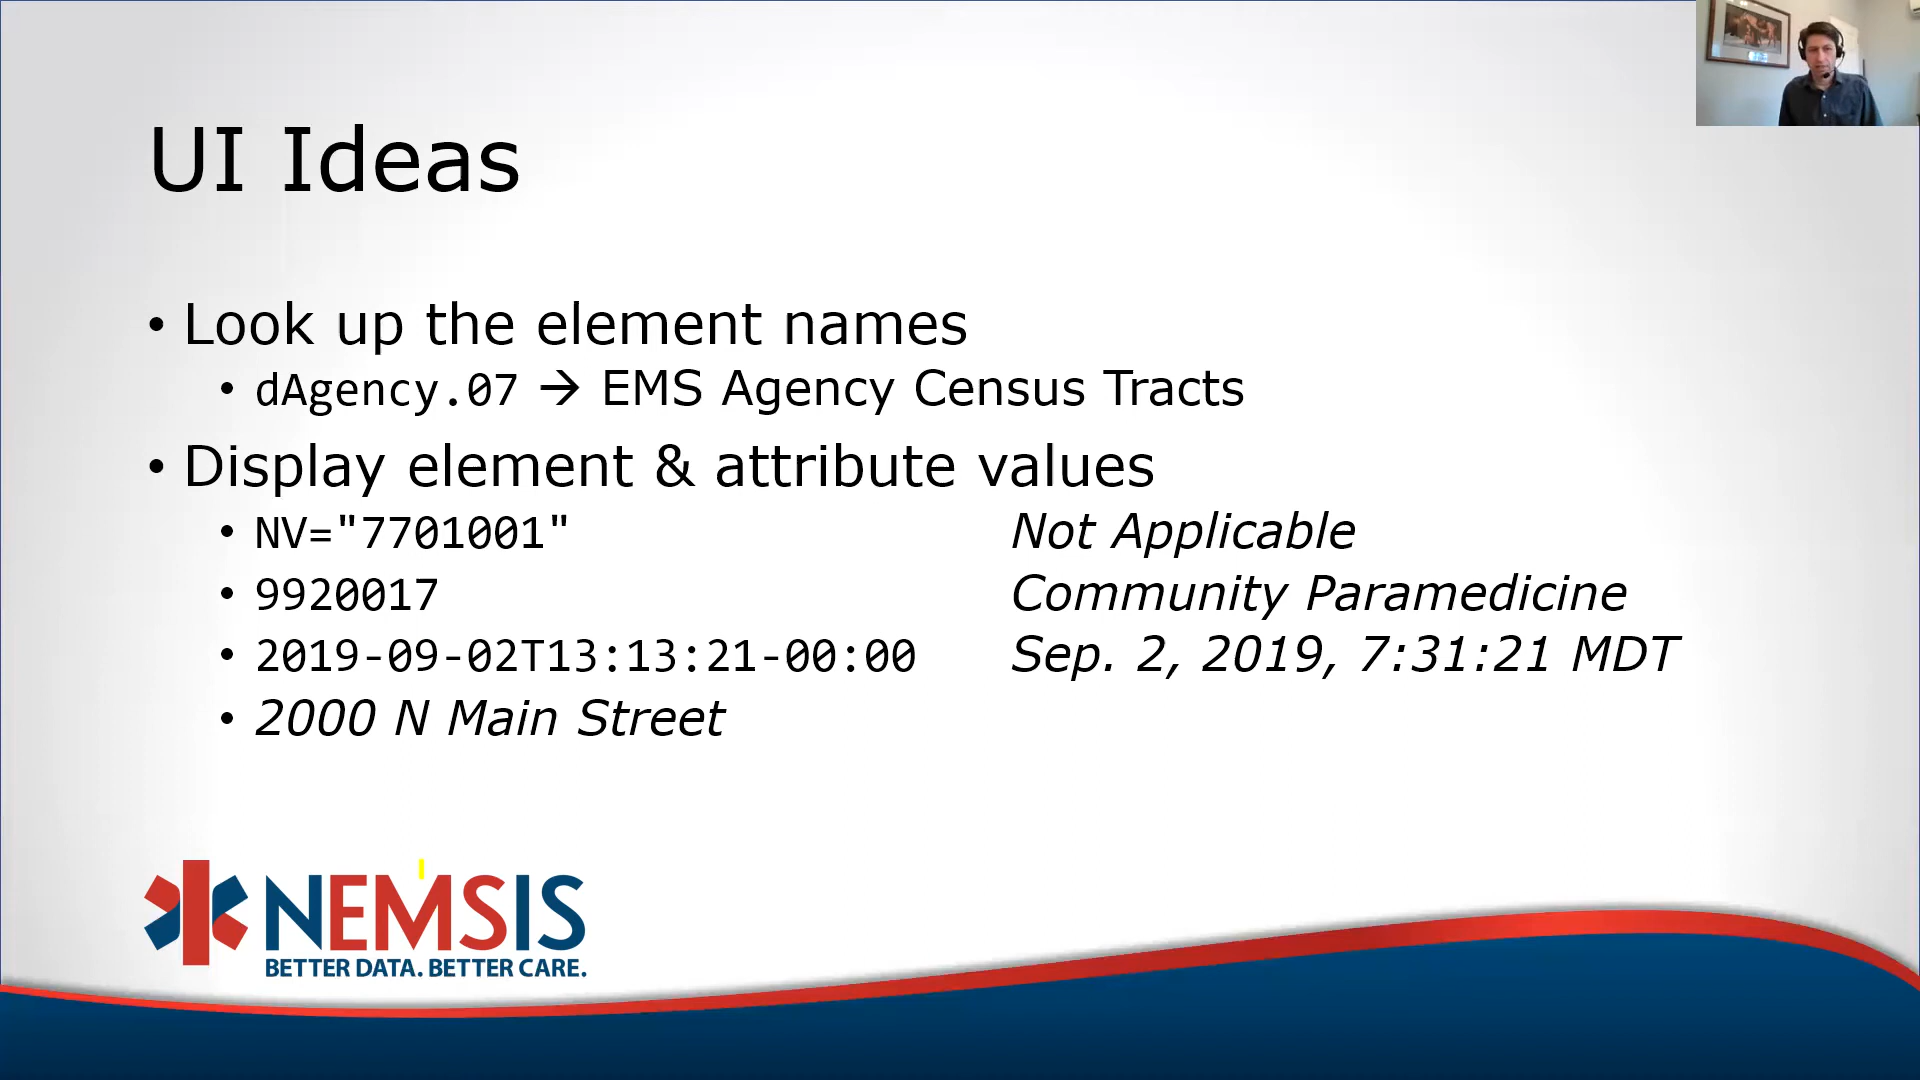 UI Ideas
• Look up the element names
• dAgency.07 → EMS Agency Census Tracts
• Display element & attribute values
• NV="7701001" Not Applicable
• 9920017 Community Paramedicine
• 2019-09-02T13:13:21-00:00 Sep. 2, 2019, 7:31:21 MDT
• 2000 N Main Street
NEMSIS
BETTER DATA. BETTER CARE.